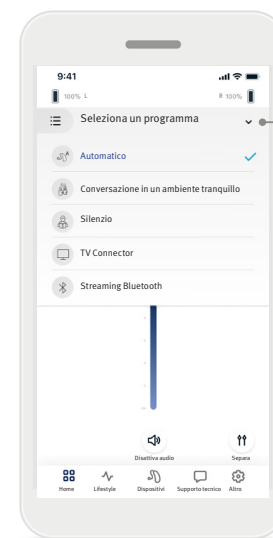 9:41
100% L
R 100%
Seleziona un programma
Automatico
Conversazione in un ambiente tranquillo
Silenzio
TV Connector
Streaming Bluetooth
Disattiva audio
Separa
Home
Lifestyle
Dispositivi
Supporto tecnico
Altro